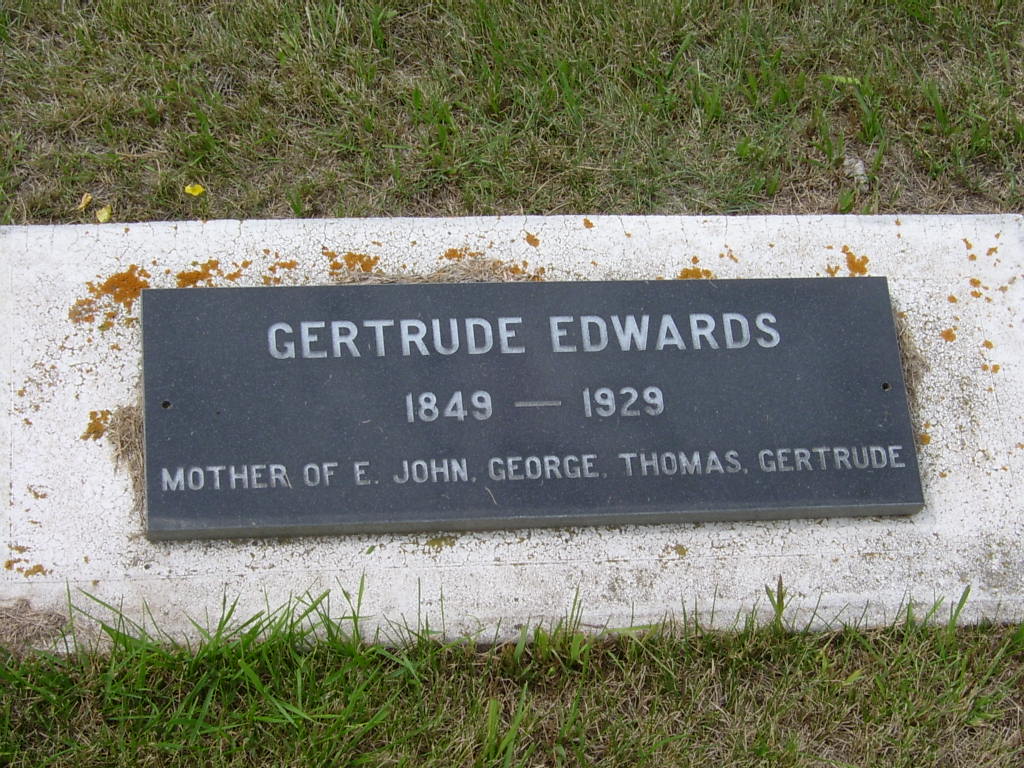 GERTRUDE EDWARDS
1849 — 1929
MOTHER OF E. JOHN, GEORGE, THOMAS, GERTRUDE